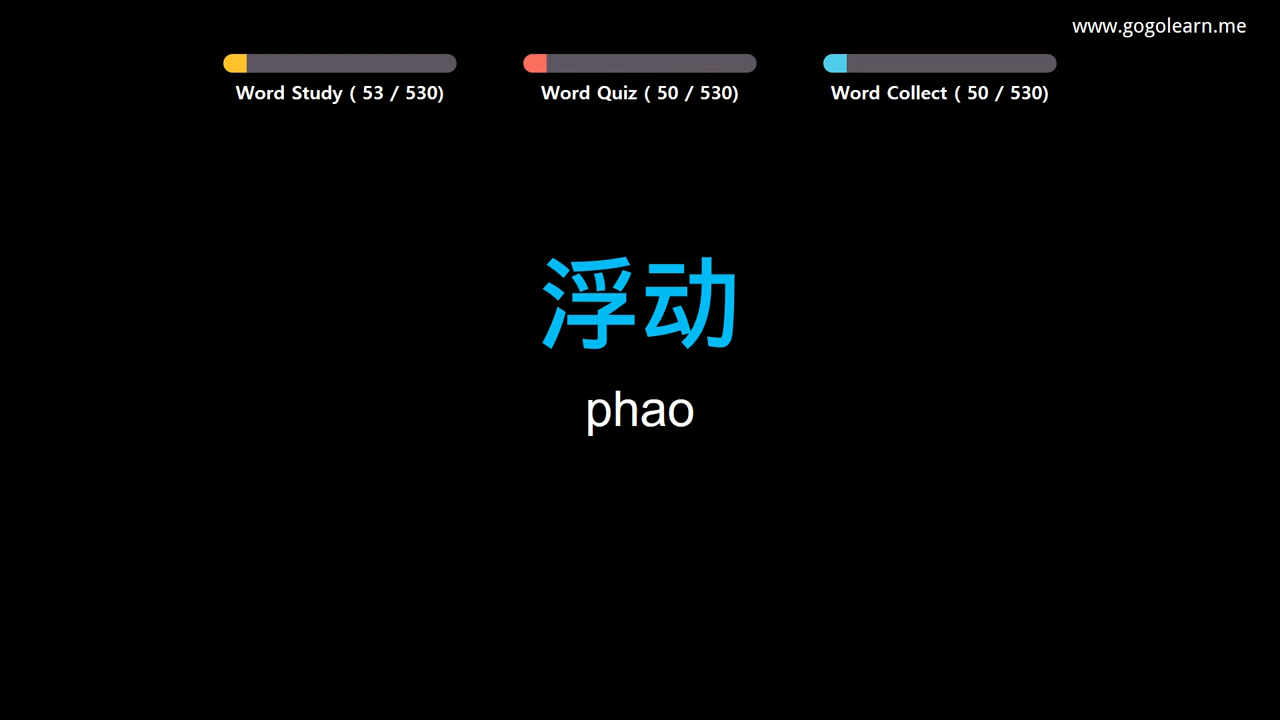 www.gogolearn.me
Word Study ( 53 / 530)
Word Quiz ( 50 / 530)
Word Collect ( 50 / 530)
浮动
phao